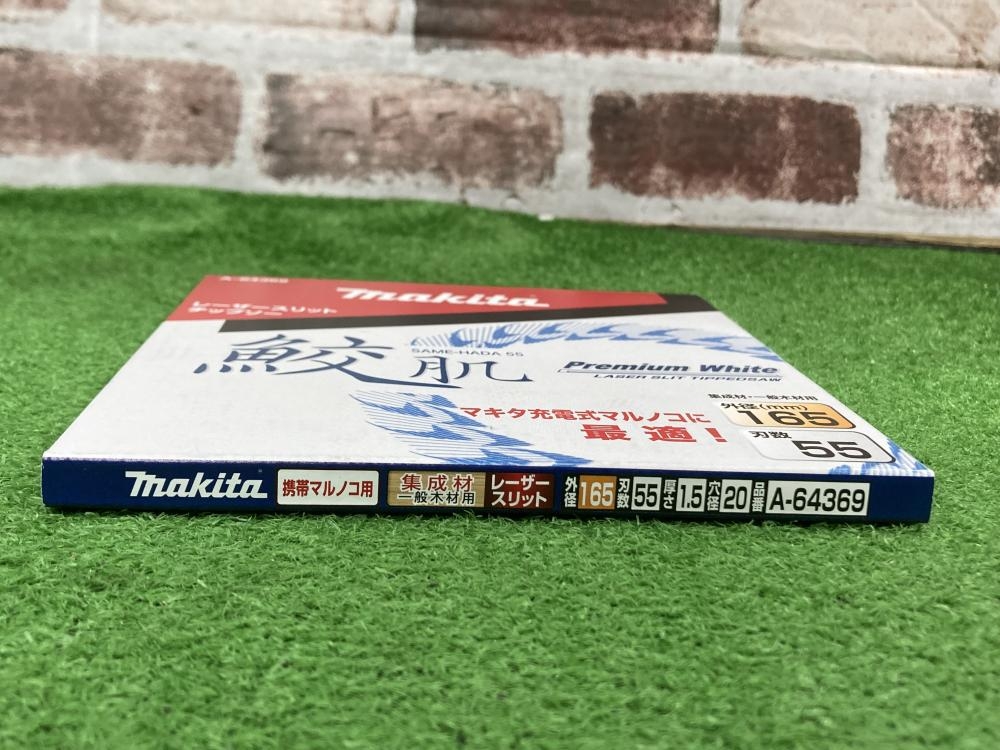 A-64369
makita
レーザースリット
チップソー
鮫肌
SAME-HADA 55
Premium White
LASER SLIT TIPPEDSAW
マキタ充電式マルノコに
最適！
集成材・一般木材用
外径(mm)
165
刃数
55
makita 携帯マルノコ用 集成材 一般木材用 レーザースリット 外径 165 刃数 55 厚さ 1.5 穴径 20 品番 A-64369